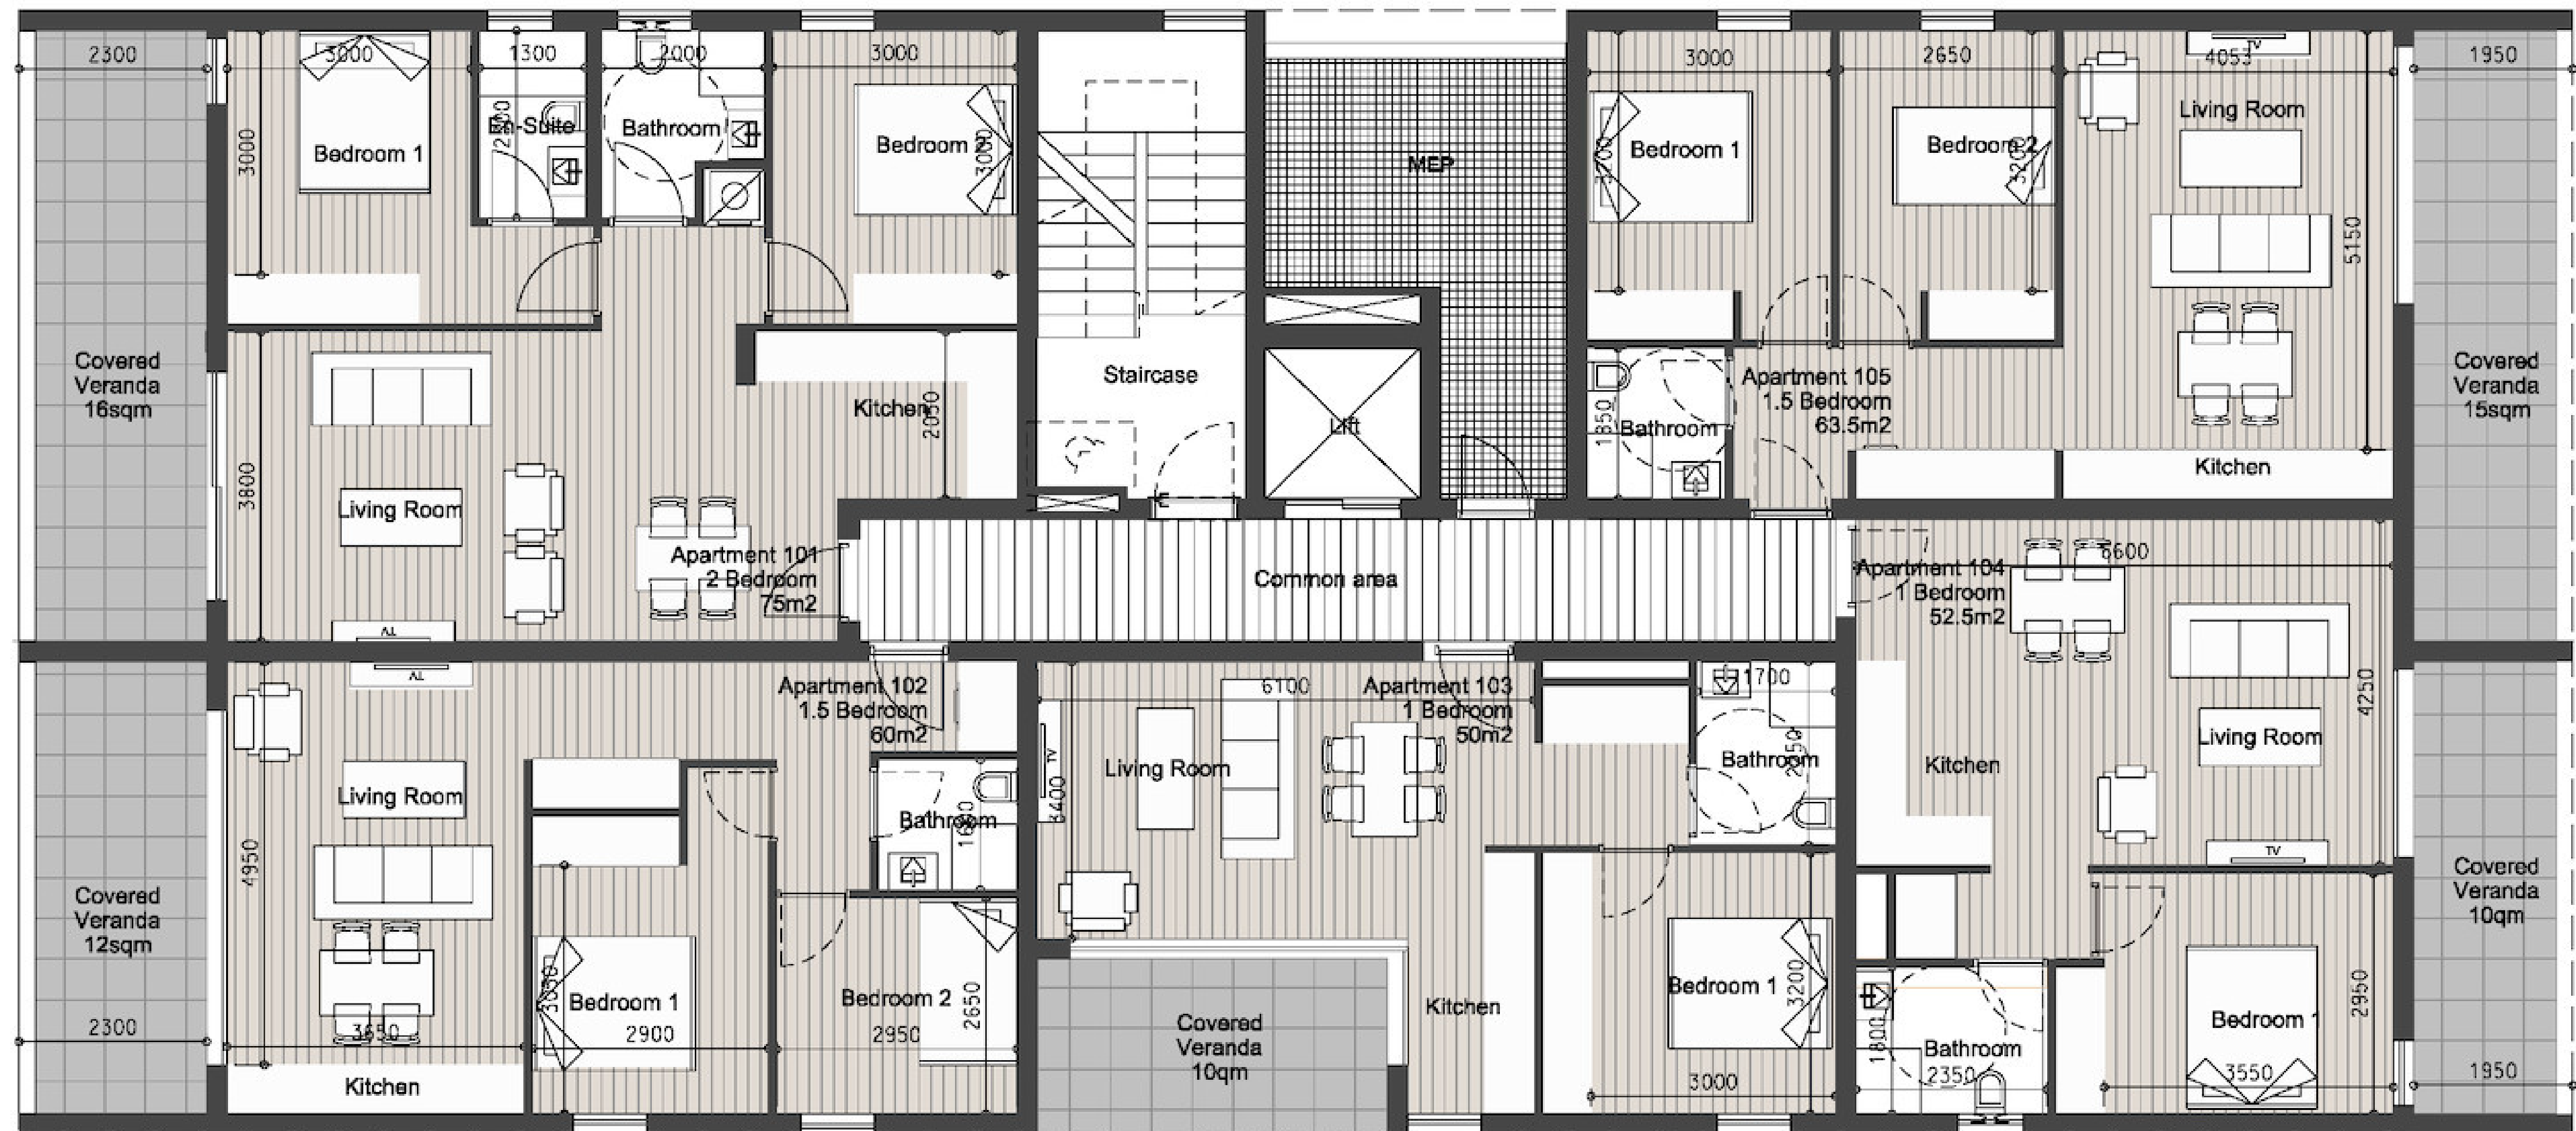 2300
3000
1300
2000
3000
3000
2650
4053
TV
1950
3000
Bedroom 1
En-Suite
Bathroom
Bedroom 2
3000
MEP
Bedroom 1
Bedroom 2
3200
Living Room
5150
Covered
Veranda
16sqm
3800
Living Room
TV
Kitchen
2050
Staircase
Lift
1850
Bathroom
Apartment 105
1.5 Bedroom
63.5m2
Kitchen
Covered
Veranda
15sqm
Apartment 101
2 Bedroom
75m2
Common area
Apartment 104
1 Bedroom
52.5m2
6600
4250
Living Room
Kitchen
TV
TV
Apartment 102
1.5 Bedroom
60m2
Living Room
4950
Bathroom
Covered
Veranda
12sqm
2300
3650
Kitchen
Bedroom 1
2900
Bedroom 2
2950
2650
6100
Apartment 103
1 Bedroom
50m2
TV
Living Room
1700
Bathroom
Covered
Veranda
10qm
Kitchen
Bedroom 1
3200
3000
1800
Bathroom
2350
Bedroom 1
3550
2950
Covered
Veranda
10qm
1950